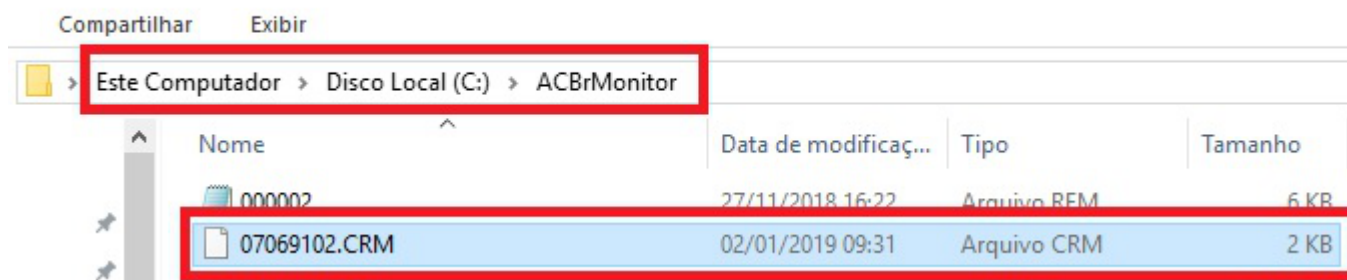 Compartilhar Exibir
Este Computador > Disco Local (C:) > ACBrMonitor
Nome Data de modificaç... Tipo Tamanho
000002 27/11/2018 16:22 Arquivo REM 6 KB
07069102.CRM 02/01/2019 09:31 Arquivo CRM 2 KB